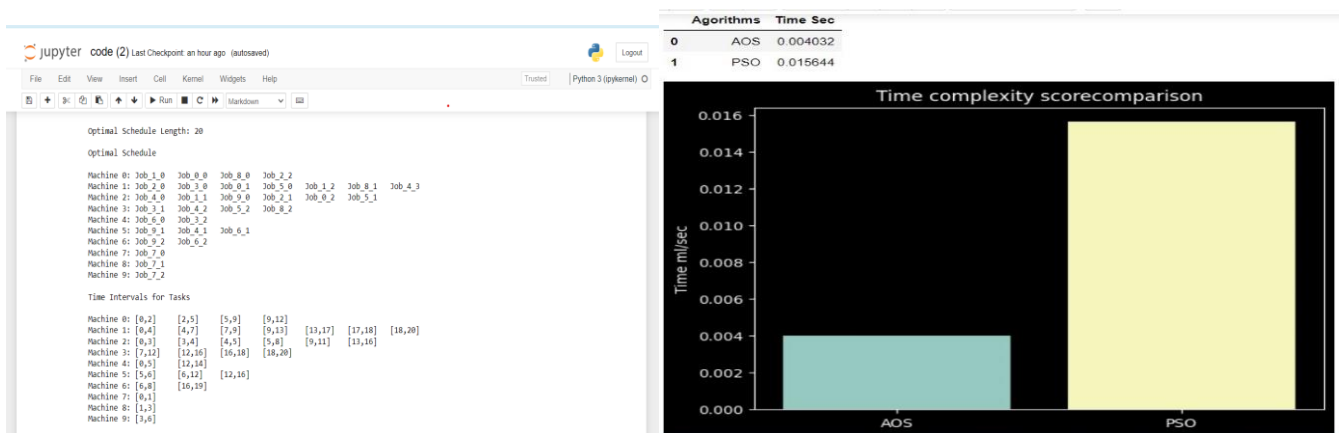 jupyter code (2) Last Checkpoint: an hour ago (autosaved)
Logout
File Edit View Insert Cell Kernel Widgets Help
Trusted
Python 3 (ipykernel)
Run
Markdown
Optimal Schedule Length: 20
Optimal Schedule
Machine 0: Job_1_0 Job_0_0 Job_8_0 Job_2_2
Machine 1: Job_2_0 Job_3_0 Job_0_1 Job_5_0 Job_1_2 Job_8_1 Job_4_3
Machine 2: Job_4_0 Job_1_1 Job_9_0 Job_2_1 Job_0_2 Job_5_1
Machine 3: Job_3_1 Job_4_2 Job_5_2 Job_8_2
Machine 4: Job_6_0 Job_3_2
Machine 5: Job_9_1 Job_4_1 Job_6_1
Machine 6: Job_9_2 Job_6_2
Machine 7: Job_7_0
Machine 8: Job_7_1
Machine 9: Job_7_2
Time Intervals for Tasks
Machine 0: [0,2] [2,5] [5,9] [9,12]
Machine 1: [0,4] [4,7] [7,9] [9,13] [13,17] [17,18] [18,20]
Machine 2: [0,3] [3,4] [4,5] [5,8] [9,11] [13,16]
Machine 3: [7,12] [12,16] [16,18] [18,20]
Machine 4: [0,5] [12,14]
Machine 5: [5,6] [6,12] [12,16]
Machine 6: [6,8] [16,19]
Machine 7: [0,1]
Machine 8: [1,3]
Machine 9: [3,6]
Agorithms Time Sec
0 AOS 0.004032
1 PSO 0.015644
Time complexity scorecomparison
Time ml/sec
0.016
0.014
0.012
0.010
0.008
0.006
0.004
0.002
0.000
AOS PSO